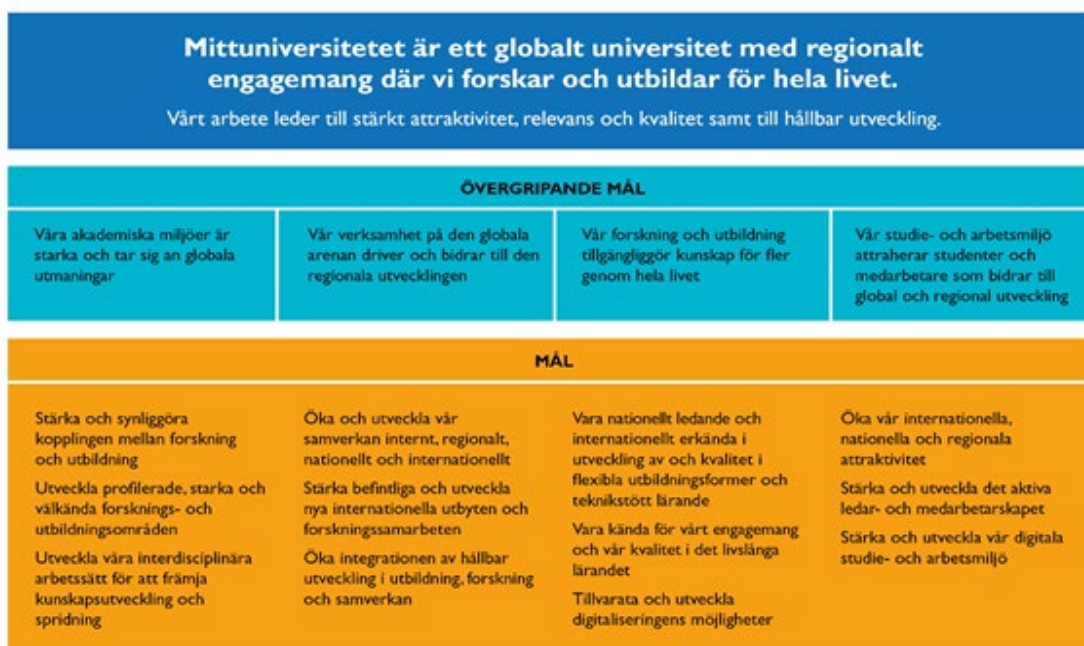 Mittuniversitetet är ett globalt universitet med regionalt
engagemang där vi forskar och utbildar för hela livet.
Vårt arbete leder till stärkt attraktivitet, relevans och kvalitet samt till hållbar utveckling.
ÖVERGRIPANDE MÅL
Våra akademiska miljöer är
starka och tar sig an globala
utmaningar
Vår verksamhet på den globala
arenan driver och bidrar till den
regionala utvecklingen
Vår forskning och utbildning
tillgängliggör kunskap för fler
genom hela livet
Vår studie- och arbetsmiljö
attraherar studenter och
medarbetare som bidrar till
global och regional utveckling
MÅL
Stärka och synliggöra
kopplingen mellan forskning
och utbildning
Utveckla profilerade, starka och
välkända forsknings- och
utbildningsområden
Utveckla våra interdisciplinära
arbetssätt för att främja
kunskapsutveckling och
spridning
Öka och utveckla vår
samverkan internt, regionalt,
nationellt och internationellt
Stärka befintliga och utveckla
nya internationella utbyten och
forskningssamarbeten
Öka integrationen av hållbar
utveckling i utbildning, forskning
och samverkan
Vara nationellt ledande och
internationellt erkända i
utveckling av och kvalitet i
flexibla utbildningsformer och
teknikstött lärande
Vara kända för vårt engagemang
och vår kvalitet i det livslånga
lärandet
Tillvarata och utveckla
digitaliseringens möjligheter
Öka vår internationella,
nationella och regionala
attraktivitet
Stärka och utveckla det aktiva
ledar- och medarbetarskapet
Stärka och utveckla vår digitala
studie- och arbetsmiljö